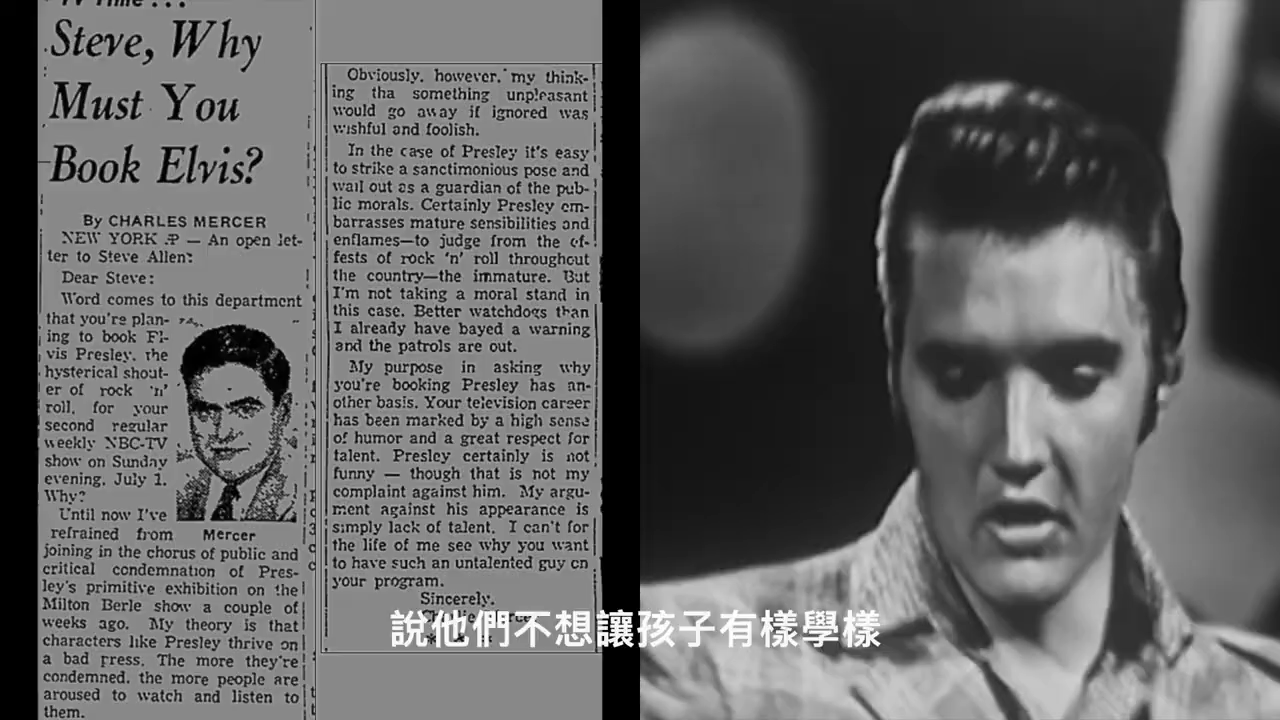 TV Time . . .
Steve, Why
Must You
Book Elvis?
By CHARLES MERCER
NEW YORK AP — An open let-
ter to Steve Allen:
Dear Steve:
Word comes to this department
that you're plan-
ing to book El-
vis Presley, the
hysterical shout-
er of rock 'n'
roll, for your
second regular
weekly NBC-TV
show on Sunday
evening, July 1.
Why?
Until now I've
refrained from
Mercer
joining in the chorus of public and
critical condemnation of Pres-
ley's primitive exhibition on the
Milton Berle show a couple of
weeks ago. My theory is that
characters like Presley thrive on
a bad press. The more they're
condemned, the more people are
aroused to watch and listen to
them.
Obviously, however, my think-
ing tha something unpleasant
would go away if ignored was
wishful and foolish.
In the case of Presley it's easy
to strike a sanctimonious pose and
wail out as a guardian of the pub-
lic morals. Certainly Presley em-
barrasses mature sensibilities and
enflames—to judge from the ef-
fests of rock 'n' roll throughout
the country—the immature. But
I'm not taking a moral stand in
this case. Better watchdogs than
I already have bayed a warning
and the patrols are out.
My purpose in asking why
you're booking Presley has an-
other basis. Your television career
has been marked by a high sense
of humor and a great respect for
talent. Presley certainly is not
funny — though that is not my
complaint against him. My argu-
ment against his appearance is
simply lack of talent. I can't for
the life of me see why you want
to have such an untalented guy on
your program.
Sincerely,
說他們不想讓孩子有樣學樣